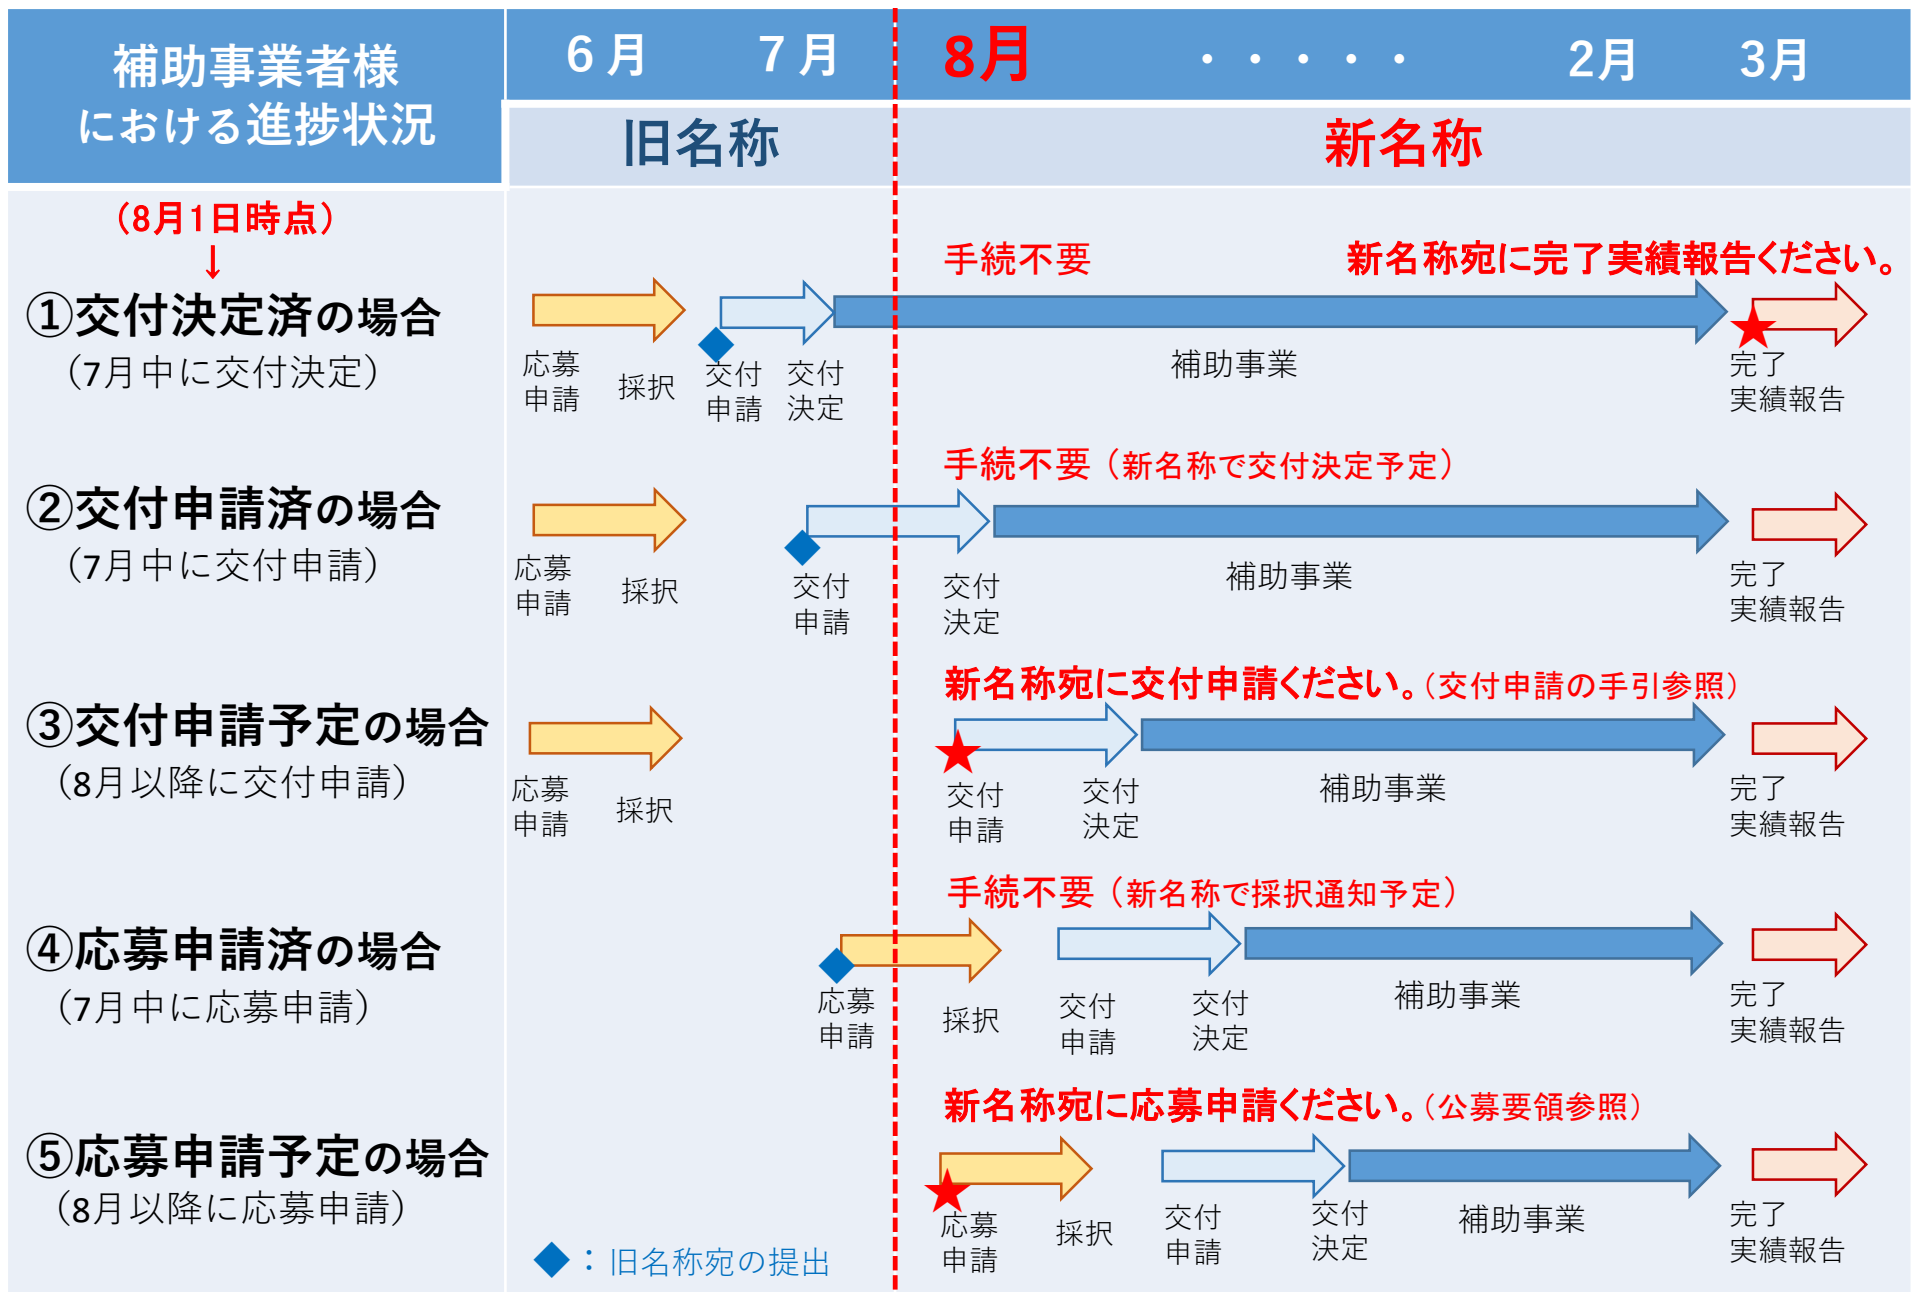 補助事業者様
における進捗状況
6月
7月
8月
・・・・・
2月
3月
旧名称
新名称
(8月1日時点)
↓
①交付決定済の場合
(7月中に交付決定)
手続不要
新名称宛に完了実績報告ください。
応募
申請
採択
交付
申請
交付
決定
補助事業
完了
実績報告
②交付申請済の場合
(7月中に交付申請)
手続不要(新名称で交付決定予定)
応募
申請
採択
交付
申請
交付
決定
補助事業
完了
実績報告
③交付申請予定の場合
(8月以降に交付申請)
新名称宛に交付申請ください。(交付申請の手引参照)
応募
申請
採択
交付
申請
交付
決定
補助事業
完了
実績報告
④応募申請済の場合
(7月中に応募申請)
手続不要(新名称で採択通知予定)
応募
申請
採択
交付
申請
交付
決定
補助事業
完了
実績報告
⑤応募申請予定の場合
(8月以降に応募申請)
新名称宛に応募申請ください。(公募要領参照)
応募
申請
採択
交付
申請
交付
決定
補助事業
完了
実績報告
◆:旧名称宛の提出